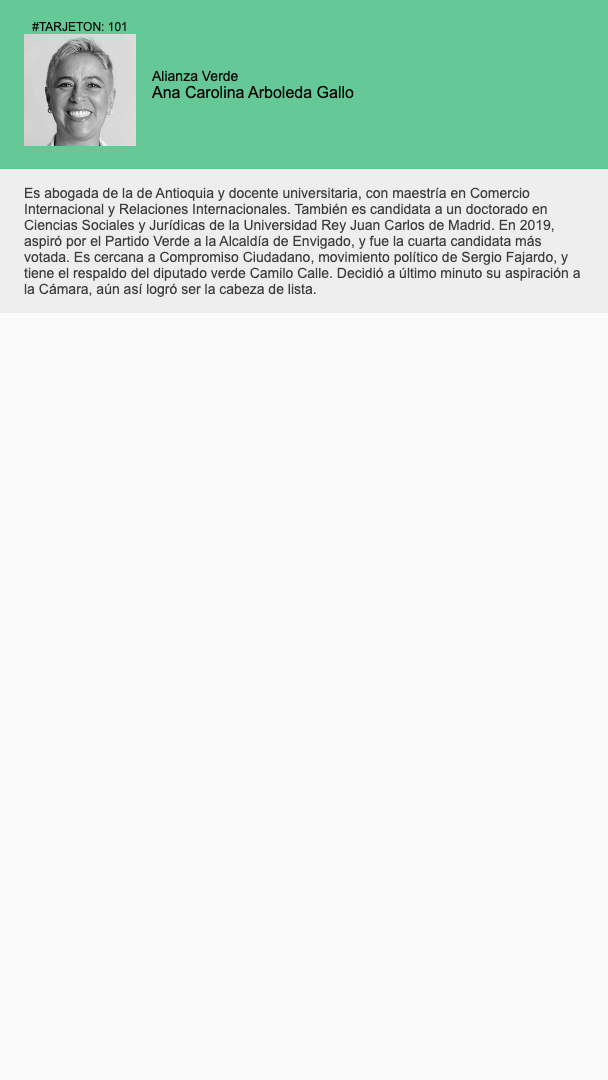 #TARJETON: 101
Alianza Verde
Ana Carolina Arboleda Gallo
Es abogada de la de Antioquia y docente universitaria, con maestría en Comercio
Internacional y Relaciones Internacionales. También es candidata a un doctorado en
Ciencias Sociales y Jurídicas de la Universidad Rey Juan Carlos de Madrid. En 2019,
aspiró por el Partido Verde a la Alcaldía de Envigado, y fue la cuarta candidata más
votada. Es cercana a Compromiso Ciudadano, movimiento político de Sergio Fajardo, y
tiene el respaldo del diputado verde Camilo Calle. Decidió a último minuto su aspiración a
la Cámara, aún así logró ser la cabeza de lista.